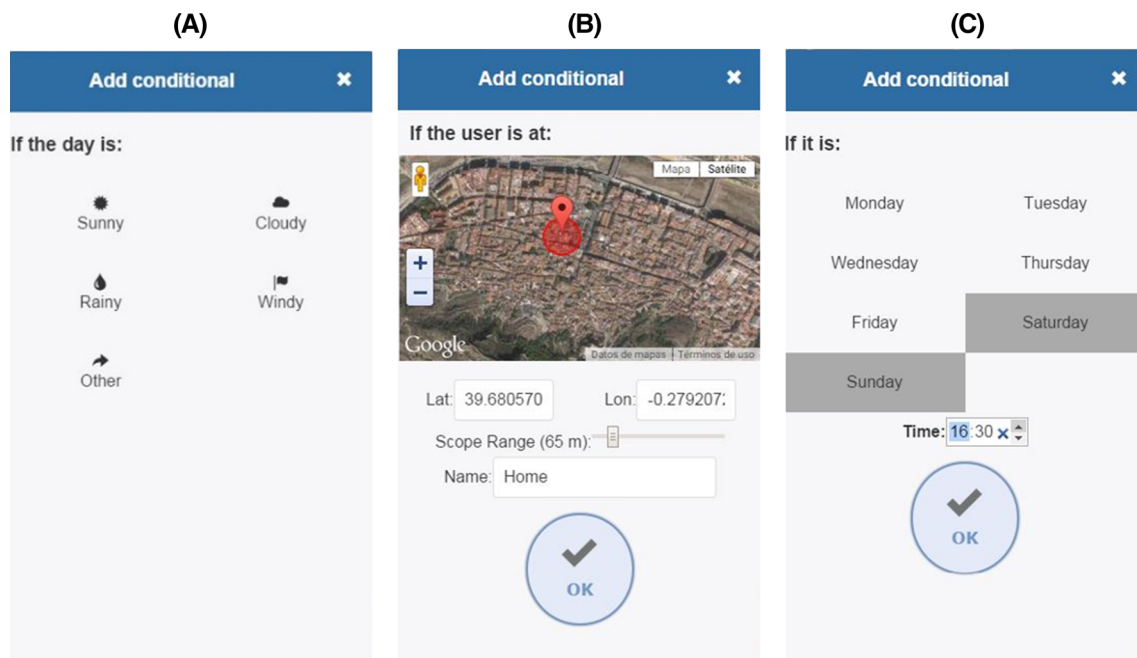 (A)
Add conditional ✖
If the day is:
Sunny Cloudy
Rainy Windy
Other
(B)
Add conditional ✖
If the user is at:
Mapa Satélite
+
−
Google
Datos de mapas Términos de uso
Lat: 39.680570 Lon: -0.279207
Scope Range (65 m):
Name: Home
OK
(C)
Add conditional ✖
If it is:
Monday Tuesday
Wednesday Thursday
Friday Saturday
Sunday
Time: 16:30 ×
OK